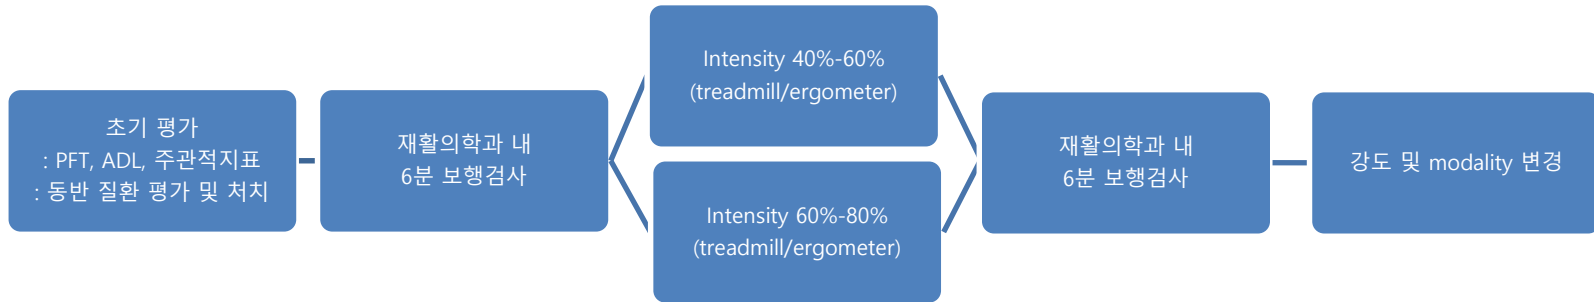 초기 평가
: PFT, ADL, 주관적지표
: 동반 질환 평가 및 처치
재활의학과 내
6분 보행검사
Intensity 40%-60%
(treadmill/ergometer)
Intensity 60%-80%
(treadmill/ergometer)
재활의학과 내
6분 보행검사
강도 및 modality 변경